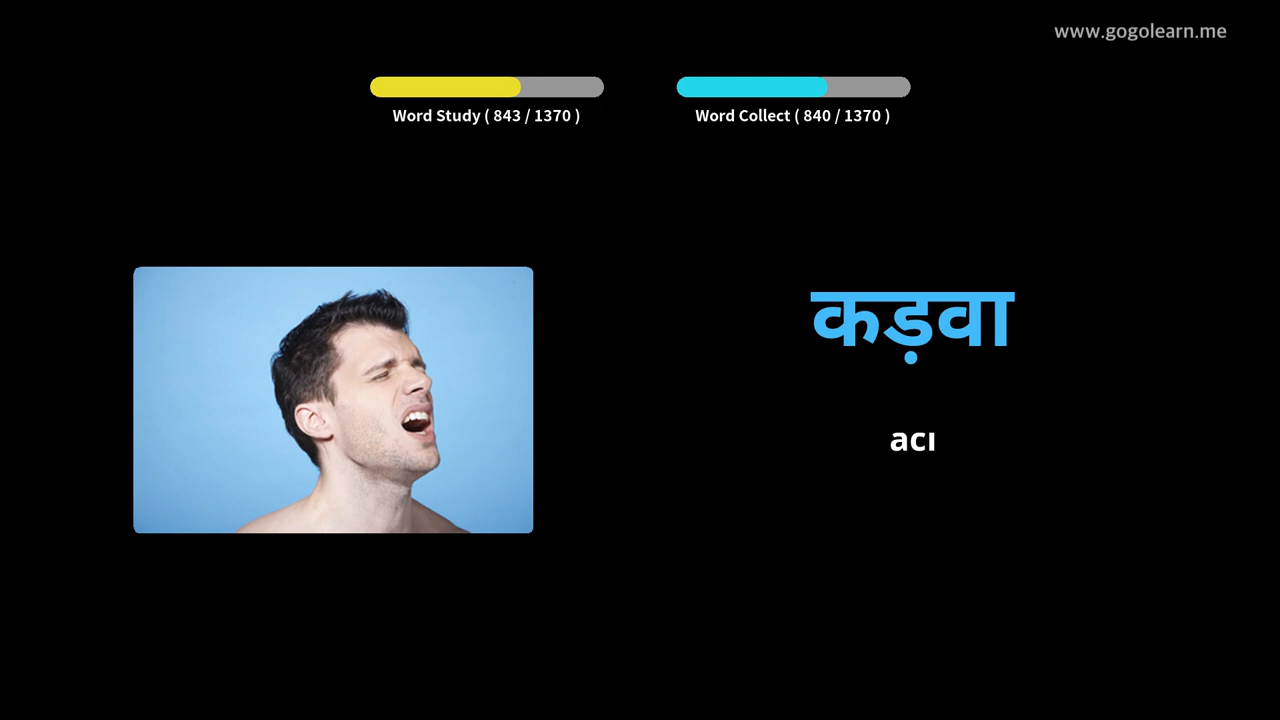 www.gogolearn.me
Word Study ( 843 / 1370 )
Word Collect ( 840 / 1370 )
कड़वा
acı